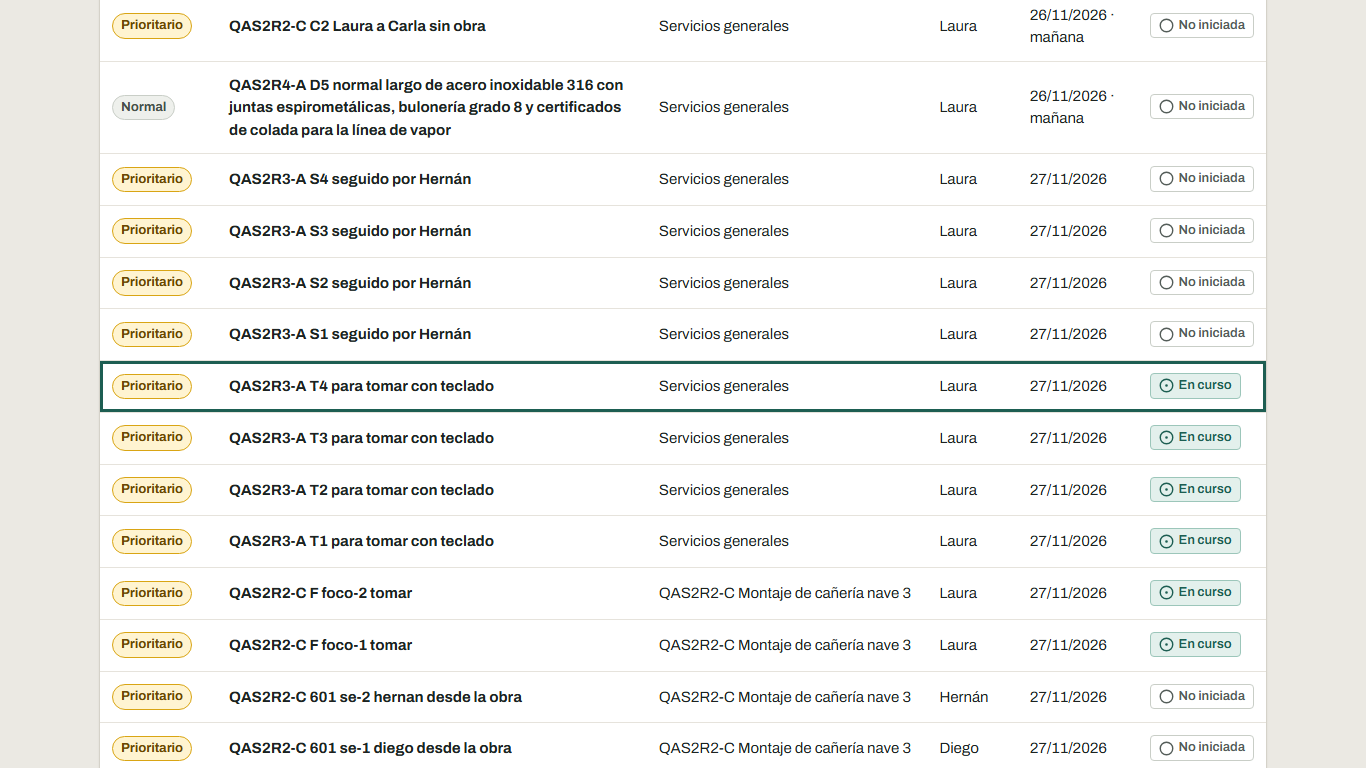 Prioritario QAS2R2-C C2 Laura a Carla sin obra Servicios generales Laura 26/11/2026 ·
mañana No iniciada
Normal QAS2R4-A D5 normal largo de acero inoxidable 316 con
juntas espirometálicas, bulonería grado 8 y certificados
de colada para la línea de vapor Servicios generales Laura 26/11/2026 ·
mañana No iniciada
Prioritario QAS2R3-A S4 seguido por Hernán Servicios generales Laura 27/11/2026 No iniciada
Prioritario QAS2R3-A S3 seguido por Hernán Servicios generales Laura 27/11/2026 No iniciada
Prioritario QAS2R3-A S2 seguido por Hernán Servicios generales Laura 27/11/2026 No iniciada
Prioritario QAS2R3-A S1 seguido por Hernán Servicios generales Laura 27/11/2026 No iniciada
Prioritario QAS2R3-A T4 para tomar con teclado Servicios generales Laura 27/11/2026 En curso
Prioritario QAS2R3-A T3 para tomar con teclado Servicios generales Laura 27/11/2026 En curso
Prioritario QAS2R3-A T2 para tomar con teclado Servicios generales Laura 27/11/2026 En curso
Prioritario QAS2R3-A T1 para tomar con teclado Servicios generales Laura 27/11/2026 En curso
Prioritario QAS2R2-C F foco-2 tomar QAS2R2-C Montaje de cañería nave 3 Laura 27/11/2026 En curso
Prioritario QAS2R2-C F foco-1 tomar QAS2R2-C Montaje de cañería nave 3 Laura 27/11/2026 En curso
Prioritario QAS2R2-C 601 se-2 hernan desde la obra QAS2R2-C Montaje de cañería nave 3 Hernán 27/11/2026 No iniciada
Prioritario QAS2R2-C 601 se-1 diego desde la obra QAS2R2-C Montaje de cañería nave 3 Diego 27/11/2026 No iniciada